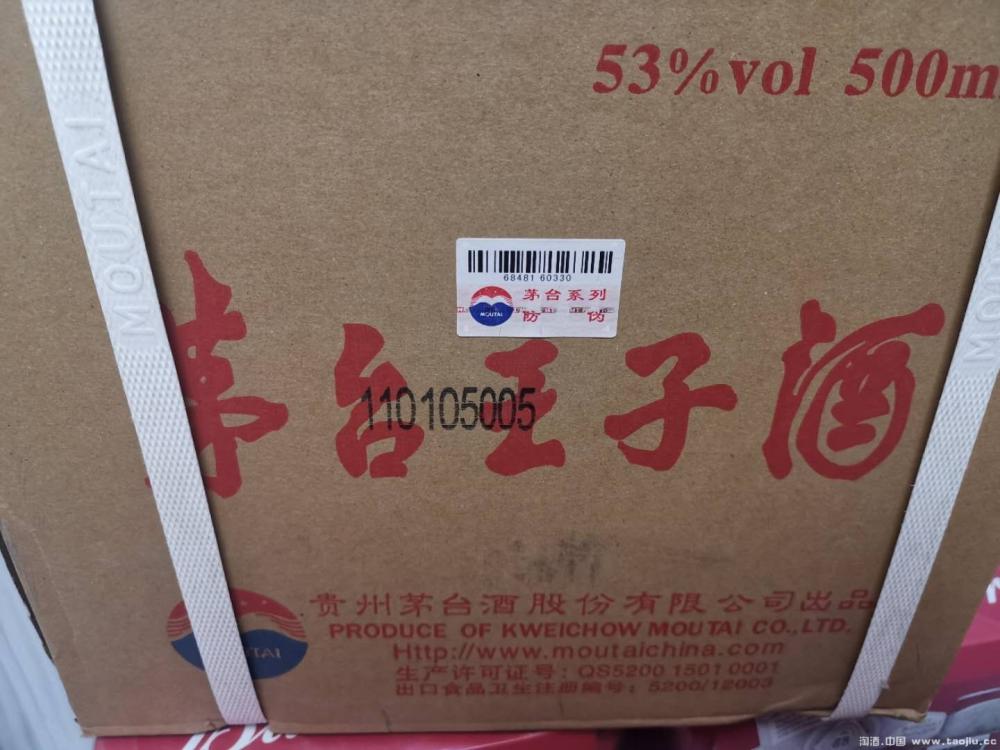 53%vol 500m
MOUTAI
68481 60330
茅台系列
MOUTAI
防 伪
茅台王子酒
110105005
贵州茅台酒股份有限公司出品
PRODUCE OF KWEICHOW MOUTAI CO.,LTD.
Http://www.moutaichina.com
生产许可证号：QS5200 1501 0001
出口食品卫生注册编号：5200/12003
TAI
淘酒.中国 www.taojiu.cc